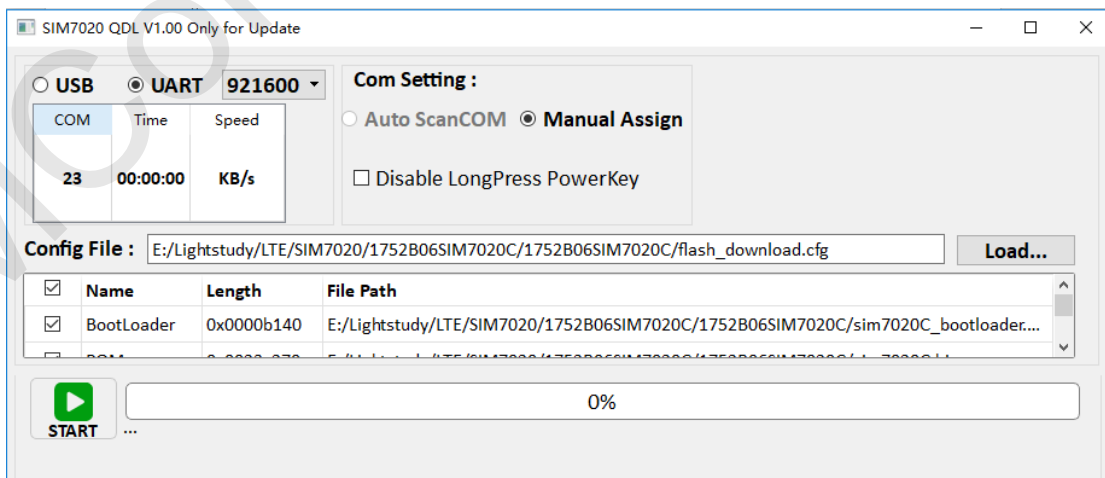 SIM7020 QDL V1.00 Only for Update
USB UART 921600
Com Setting :
COM Time Speed
Auto ScanCOM Manual Assign
23 00:00:00 KB/s
Disable LongPress PowerKey
Config File : E:/Lightstudy/LTE/SIM7020/1752B06SIM7020C/1752B06SIM7020C/flash_download.cfg Load...
Name Length File Path
BootLoader 0x0000b140 E:/Lightstudy/LTE/SIM7020/1752B06SIM7020C/1752B06SIM7020C/sim7020C_bootloader....
0%
START ...